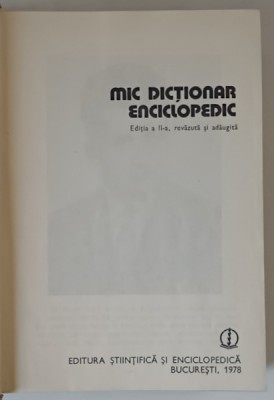 MIC DICȚIONAR
ENCICLOPEDIC
Ediția a II-a, revăzută și adăugită
EDITURA ȘTIINȚIFICĂ ȘI ENCICLOPEDICĂ
BUCUREȘTI, 1978